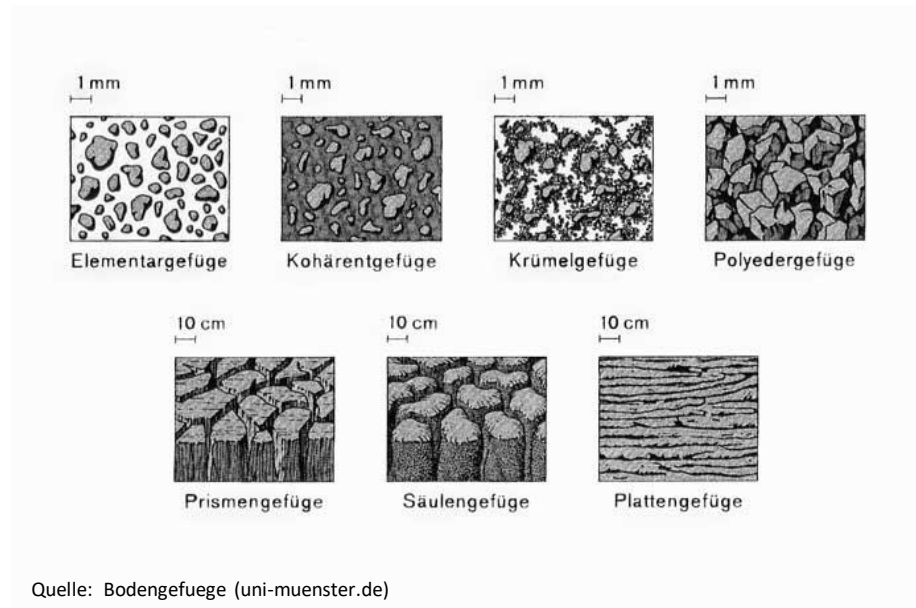 1 mm 1 mm 1 mm 1 mm
Elementargefüge Kohärentgefüge Krümelgefüge Polyedergefüge
10 cm 10 cm 10 cm
Prismengefüge Säulengefüge Plattengefüge
Quelle: Bodengefuege (uni-muenster.de)